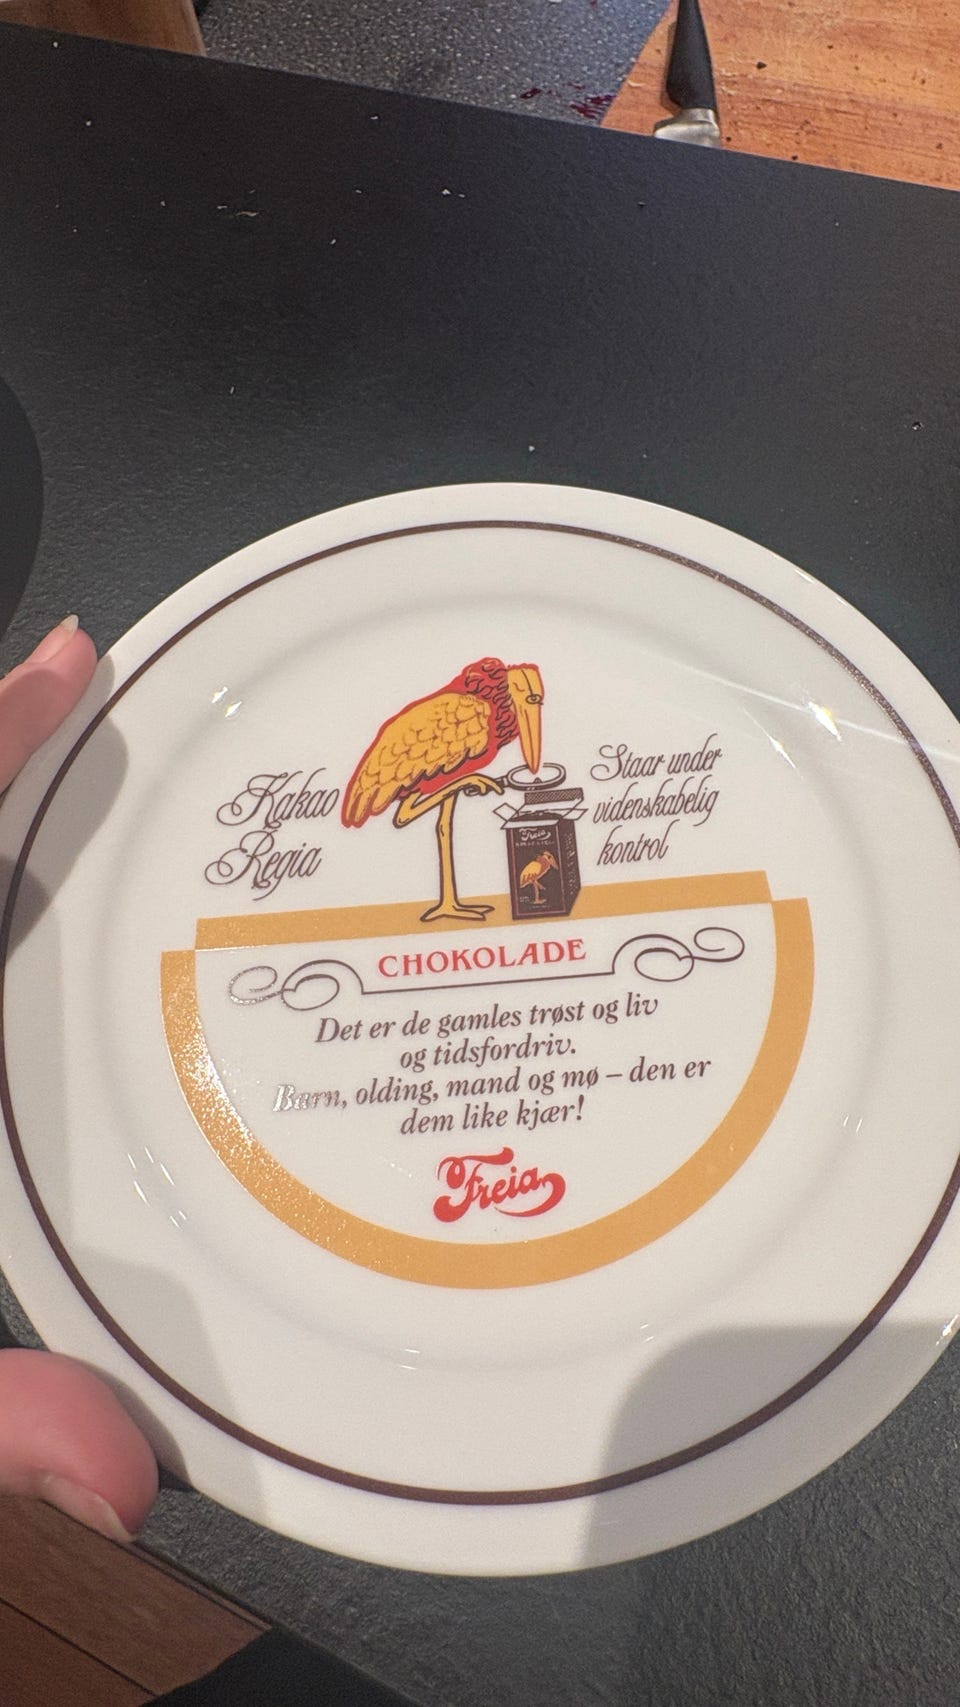 Kakao
Regia
Staar under
videnskabelig
kontrol
Freia
CHOKOLADE
Det er de gamles trøst og liv
og tidsfordriv.
Barn, olding, mand og mø – den er
dem like kjær!
Freia